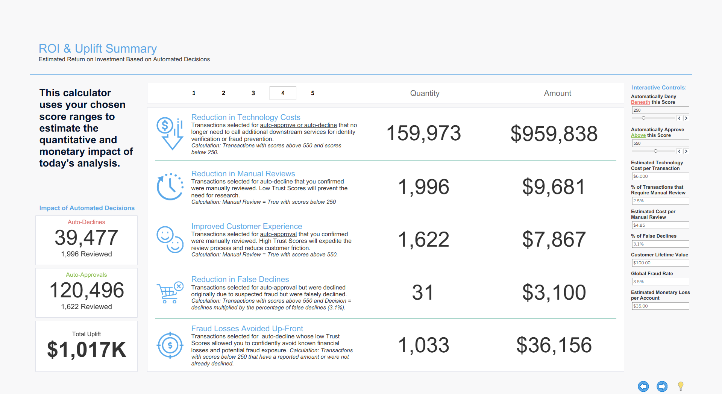 ROI & Uplift Summary
Estimated Return on Investment Based on Automated Decisions
This calculator
uses your chosen
score ranges to
estimate the
quantitative and
monetary impact of
today's analysis.
Impact of Automated Decisions
Auto-Declines
39,477
1,996 Reviewed
Auto-Approvals
120,496
1,622 Reviewed
Total Uplift
$1,017K
1 2 3 4 5 Quantity Amount
Reduction in Technology Costs
Transactions selected for auto-approve or auto-decline that no
longer need to call additional downstream services for identity
verification or fraud prevention.
Calculation: Transactions with scores above 550 and scores
below 250.
159,973 $959,838
Reduction in Manual Reviews
Transactions selected for auto-decline that you confirmed
were manually reviewed. Low Trust Scores will prevent the
need for research.
Calculation: Manual Review = True with scores below 250
1,996 $9,681
Improved Customer Experience
Transactions selected for auto-approval that you confirmed
were manually reviewed. High Trust Scores will expedite the
review process and reduce customer friction.
Calculation: Manual Review = True with scores above 550
1,622 $7,867
Reduction in False Declines
Transactions selected for auto-approval but were declined
originally due to suspected fraud but were falsely declined.
Calculation: Transactions with scores above 550 and Decision =
declines multiplied by the percentage of false declines (3.1%).
31 $3,100
Fraud Losses Avoided Up-Front
Transactions selected for auto-decline whose low Trust
Scores allowed you to confidently avoid known financial
losses and potential fraud exposure. Calculation: Transactions
with scores below 250 that have a reported amount or were not
already declined.
1,033 $36,156
Interactive Controls
Automatically Deny
Beneath this Score
250
Automatically Approve
Above this Score
550
Estimated Technology
Cost per Transaction
$6.00
% of Transactions that
Require Manual Review
Estimated Cost per
Manual Review
$4.85
% of False Declines
3.1%
Customer Lifetime Value
$100.00
Global Fraud Rate
Estimated Monetary Loss
per Account
$35.00